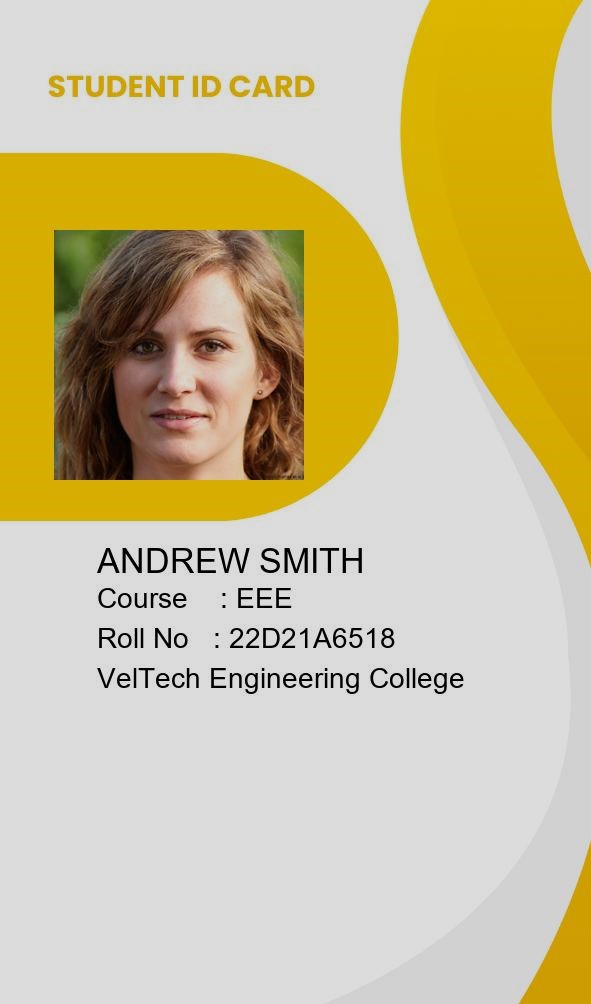 STUDENT ID CARD
ANDREW SMITH
Course : EEE
Roll No : 22D21A6518
VelTech Engineering College